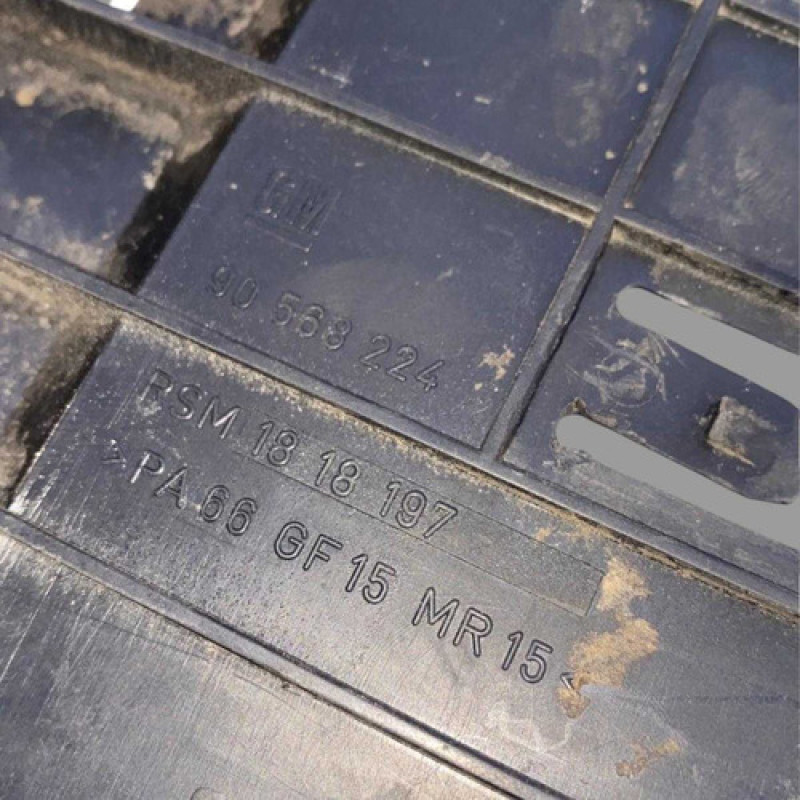 GM
90 568 224
RSM 18 18 197
>PA 66 GF15 MR15<